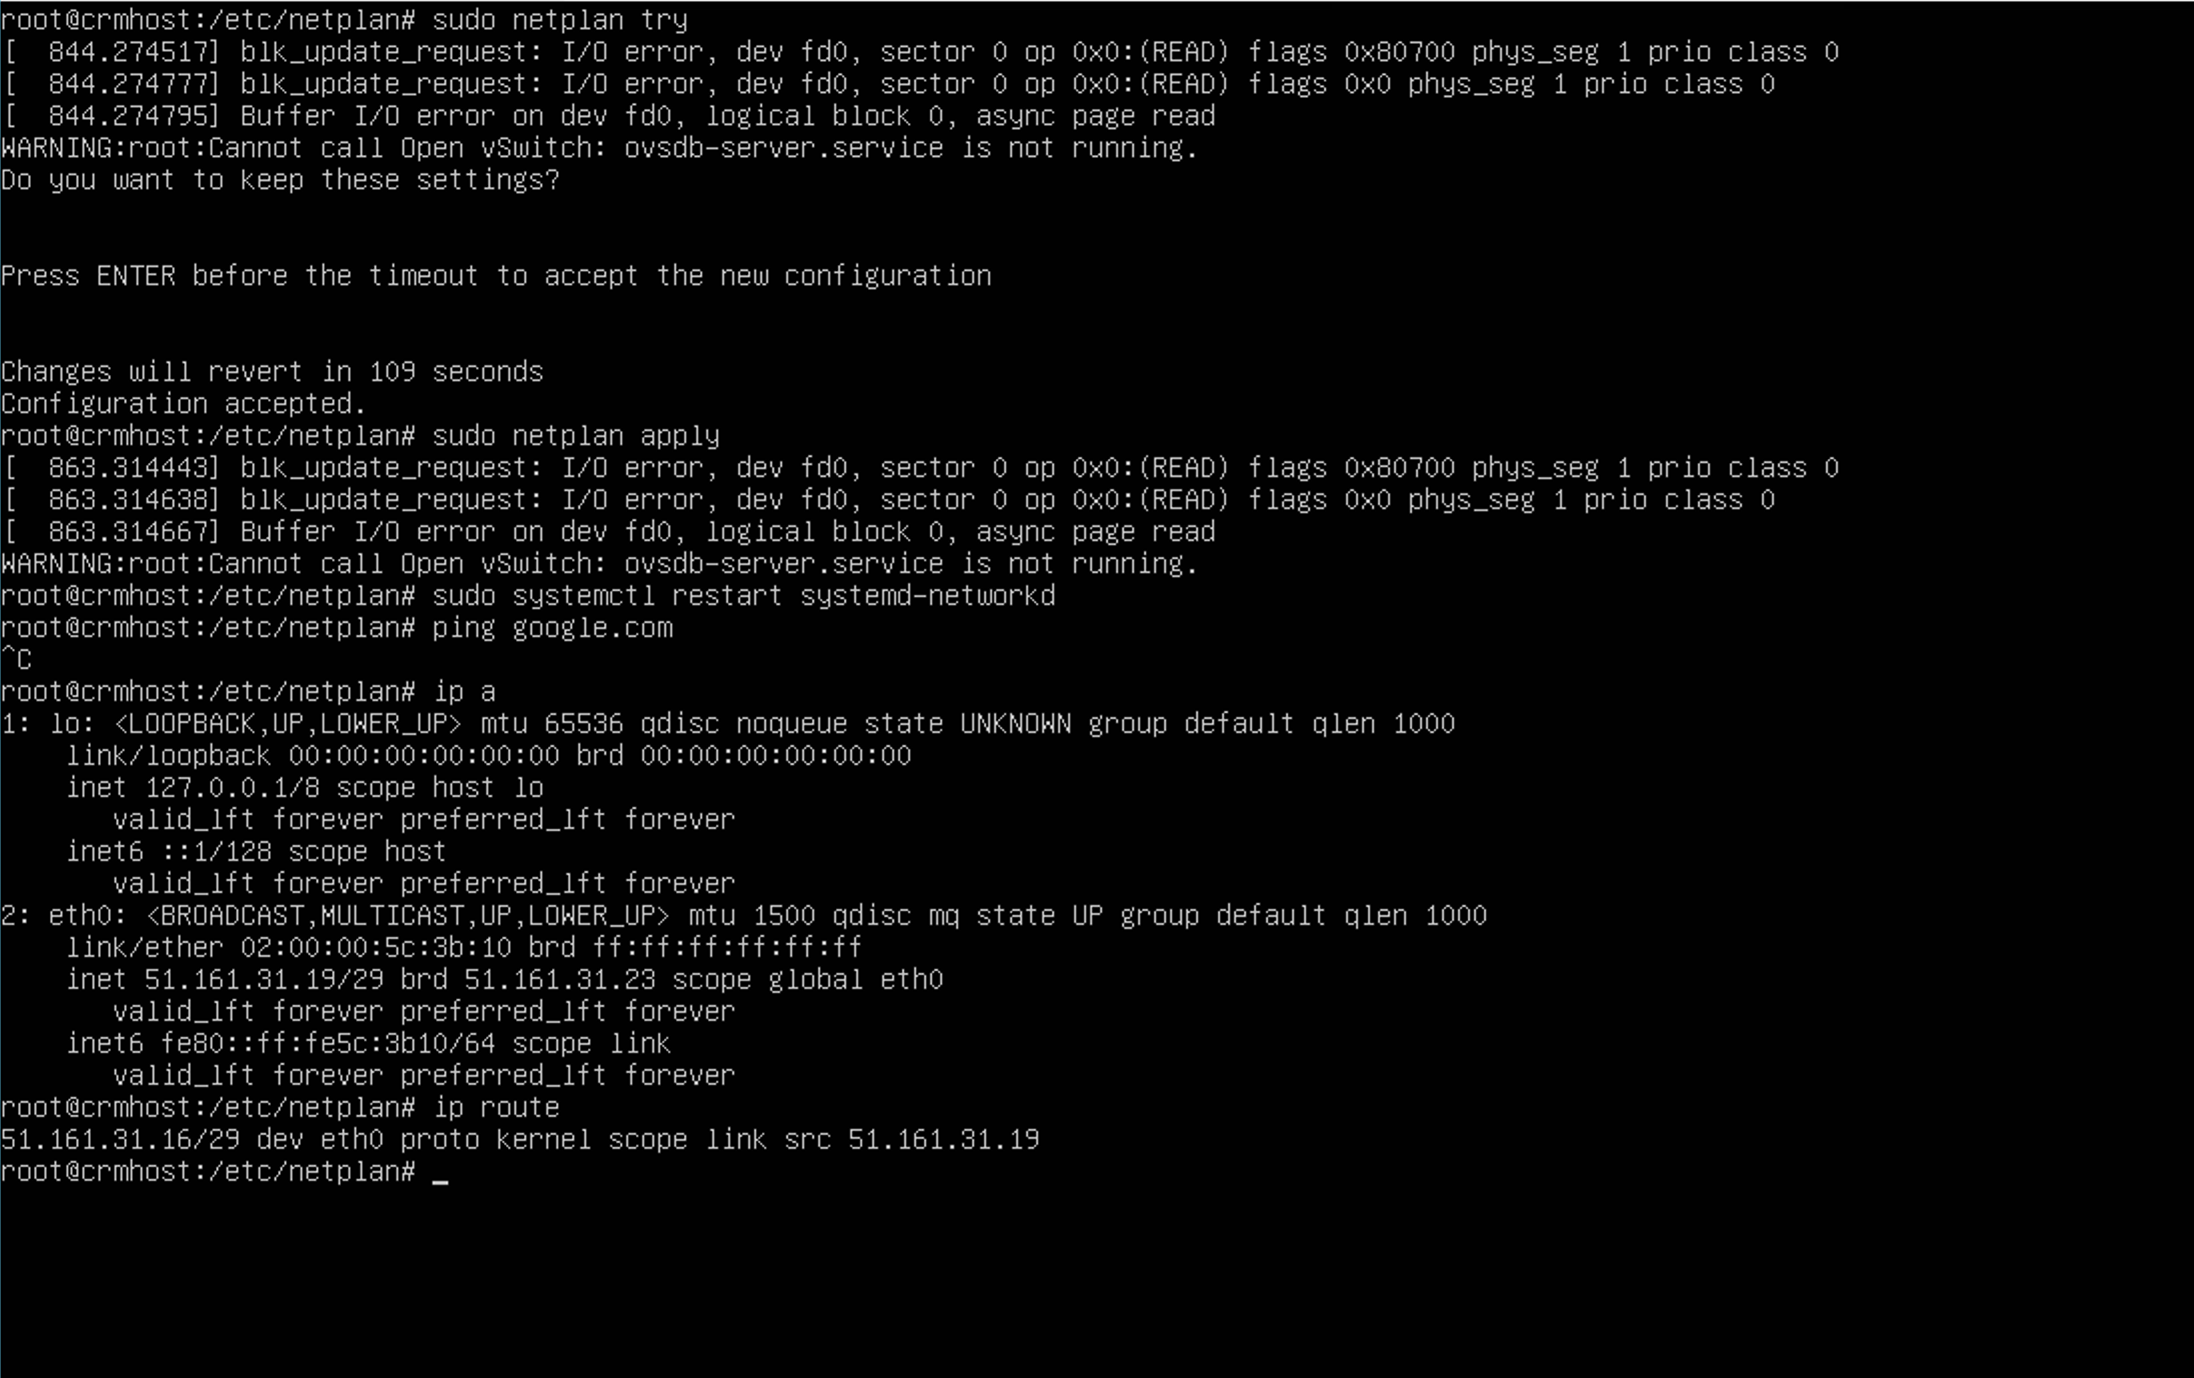 root@crmhost:/etc/netplan# sudo netplan try
[  844.274517] blk_update_request: I/O error, dev fd0, sector 0 op 0x0:(READ) flags 0x80700 phys_seg 1 prio class 0
[  844.274777] blk_update_request: I/O error, dev fd0, sector 0 op 0x0:(READ) flags 0x0 phys_seg 1 prio class 0
[  844.274795] Buffer I/O error on dev fd0, logical block 0, async page read
WARNING:root:Cannot call Open vSwitch: ovsdb-server.service is not running.
Do you want to keep these settings?
Press ENTER before the timeout to accept the new configuration
Changes will revert in 109 seconds
Configuration accepted.
root@crmhost:/etc/netplan# sudo netplan apply
[  863.314443] blk_update_request: I/O error, dev fd0, sector 0 op 0x0:(READ) flags 0x80700 phys_seg 1 prio class 0
[  863.314638] blk_update_request: I/O error, dev fd0, sector 0 op 0x0:(READ) flags 0x0 phys_seg 1 prio class 0
[  863.314667] Buffer I/O error on dev fd0, logical block 0, async page read
WARNING:root:Cannot call Open vSwitch: ovsdb-server.service is not running.
root@crmhost:/etc/netplan# sudo systemctl restart systemd-networkd
root@crmhost:/etc/netplan# ping google.com
^C
root@crmhost:/etc/netplan# ip a
1: lo: <LOOPBACK,UP,LOWER_UP> mtu 65536 qdisc noqueue state UNKNOWN group default qlen 1000
    link/loopback 00:00:00:00:00:00 brd 00:00:00:00:00:00
    inet 127.0.0.1/8 scope host lo
       valid_lft forever preferred_lft forever
    inet6 ::1/128 scope host
       valid_lft forever preferred_lft forever
2: eth0: <BROADCAST,MULTICAST,UP,LOWER_UP> mtu 1500 qdisc mq state UP group default qlen 1000
    link/ether 02:00:00:5c:3b:10 brd ff:ff:ff:ff:ff:ff
    inet 51.161.31.19/29 brd 51.161.31.23 scope global eth0
       valid_lft forever preferred_lft forever
    inet6 fe80::ff:fe5c:3b10/64 scope link
       valid_lft forever preferred_lft forever
root@crmhost:/etc/netplan# ip route
51.161.31.16/29 dev eth0 proto kernel scope link src 51.161.31.19
root@crmhost:/etc/netplan# _